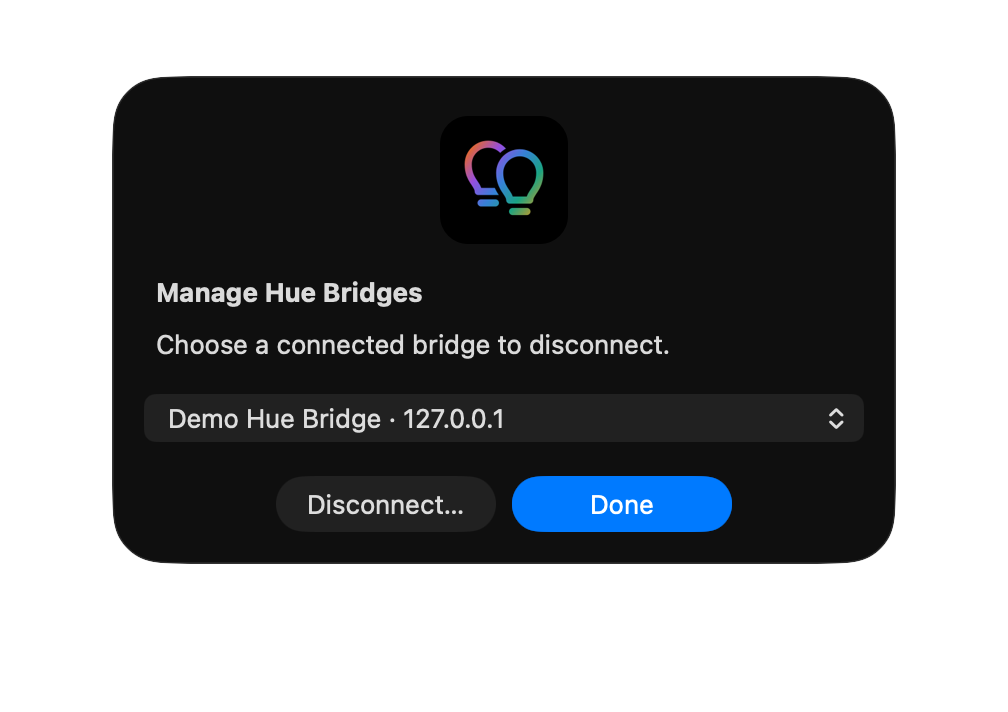 Manage Hue Bridges
Choose a connected bridge to disconnect.
Demo Hue Bridge · 127.0.0.1
Disconnect...
Done